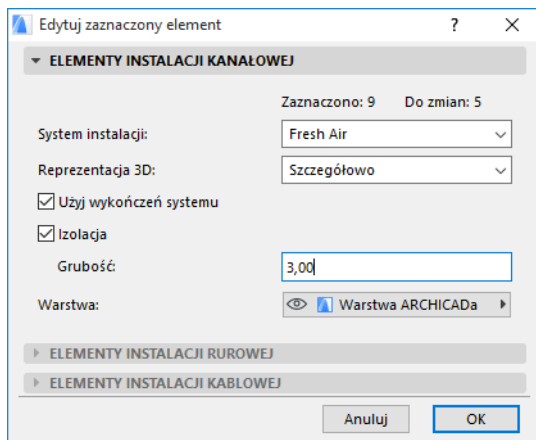 Edytuj zaznaczony element
ELEMENTY INSTALACJI KANAŁOWEJ
Zaznaczono: 9 Do zmian: 5
System instalacji: Fresh Air
Reprezentacja 3D: Szczegółowo
Użyj wykończeń systemu
Izolacja
Grubość: 3,00
Warstwa: Warstwa ARCHICADa
ELEMENTY INSTALACJI RUROWEJ
ELEMENTY INSTALACJI KABLOWEJ
Anuluj OK